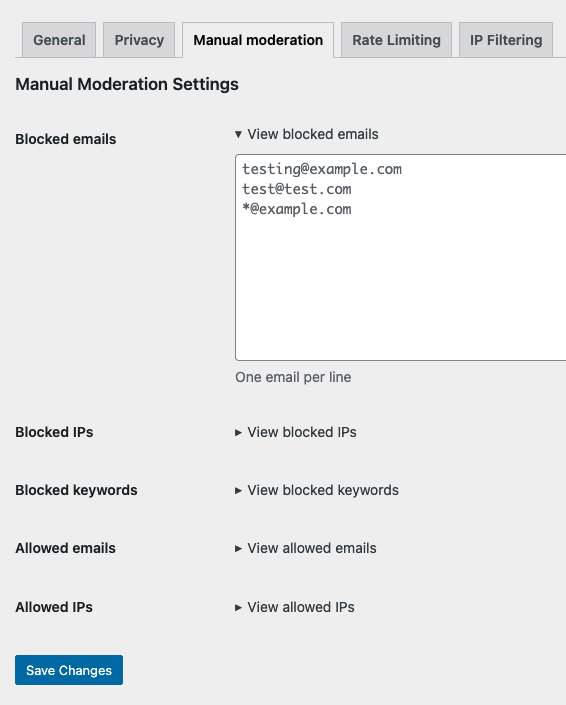 General Privacy Manual moderation Rate Limiting IP Filtering
Manual Moderation Settings
Blocked emails
▼ View blocked emails
testing@example.com
test@test.com
*@example.com
One email per line
Blocked IPs ► View blocked IPs
Blocked keywords ► View blocked keywords
Allowed emails ► View allowed emails
Allowed IPs ► View allowed IPs
Save Changes